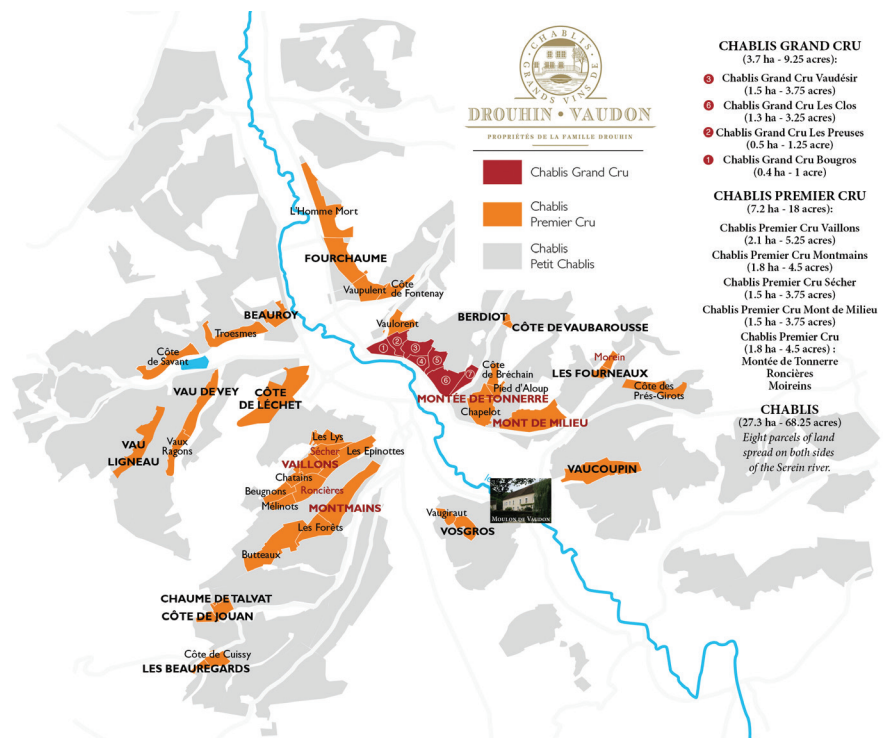 CHABLIS
GRANDS VINS DE
DROUHIN • VAUDON
PROPRIÉTÉS DE LA FAMILLE DROUHIN
Chablis Grand Cru
Chablis
Premier Cru
Chablis
Petit Chablis
CHABLIS GRAND CRU
(3.7 ha - 9.25 acres):
3 Chablis Grand Cru Vaudésir
(1.5 ha - 3.75 acres)
6 Chablis Grand Cru Les Clos
(1.3 ha - 3.25 acres)
2 Chablis Grand Cru Les Preuses
(0.5 ha - 1.25 acre)
1 Chablis Grand Cru Bougros
(0.4 ha - 1 acre)
CHABLIS PREMIER CRU
(7.2 ha - 18 acres):
Chablis Premier Cru Vaillons
(2.1 ha - 5.25 acres)
Chablis Premier Cru Montmains
(1.8 ha - 4.5 acres)
Chablis Premier Cru Sécher
(1.5 ha - 3.75 acres)
Chablis Premier Cru Mont de Milieu
(1.5 ha - 3.75 acres)
Chablis Premier Cru
(1.8 ha - 4.5 acres) :
Montée de Tonnerre
Roncières
Moireins
CHABLIS
(27.3 ha - 68.25 acres)
Eight parcels of land
spread on both sides
of the Serein river.
L'Homme Mort
FOURCHAUME
Vaupulent
Côte
de Fontenay
BEAUROY
Troesmes
Côte
de Savant
Vaulorent
BERDIOT
CÔTE DE VAUBAROUSSE
1
2
3
4
5
6
7
Côte
de Bréchain
Pied d'Aloup
MONTÉE DE TONNERRE
Chapelot
MONT DE MILIEU
Morein
LES FOURNEAUX
Côte des
Prés-Girots
VAU DE VEY
CÔTE
DE LÉCHET
VAU
LIGNEAU
Vaux
Ragons
Les Lys
Sécher
Les Epinottes
VAILLONS
Chatains
Beugnons
Roncières
Mélinots
MONTMAINS
Les Forêts
Butteaux
VAUCOUPIN
MOULON DE VAUDON
Vaugiraut
VOSGROS
CHAUME DE TALVAT
CÔTE DE JOUAN
Côte de Cuissy
LES BEAUREGARDS